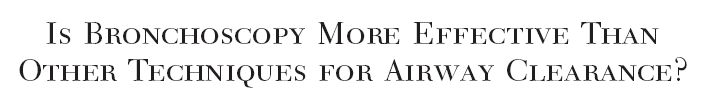 Is Bronchoscopy More Effective Than
Other Techniques for Airway Clearance?